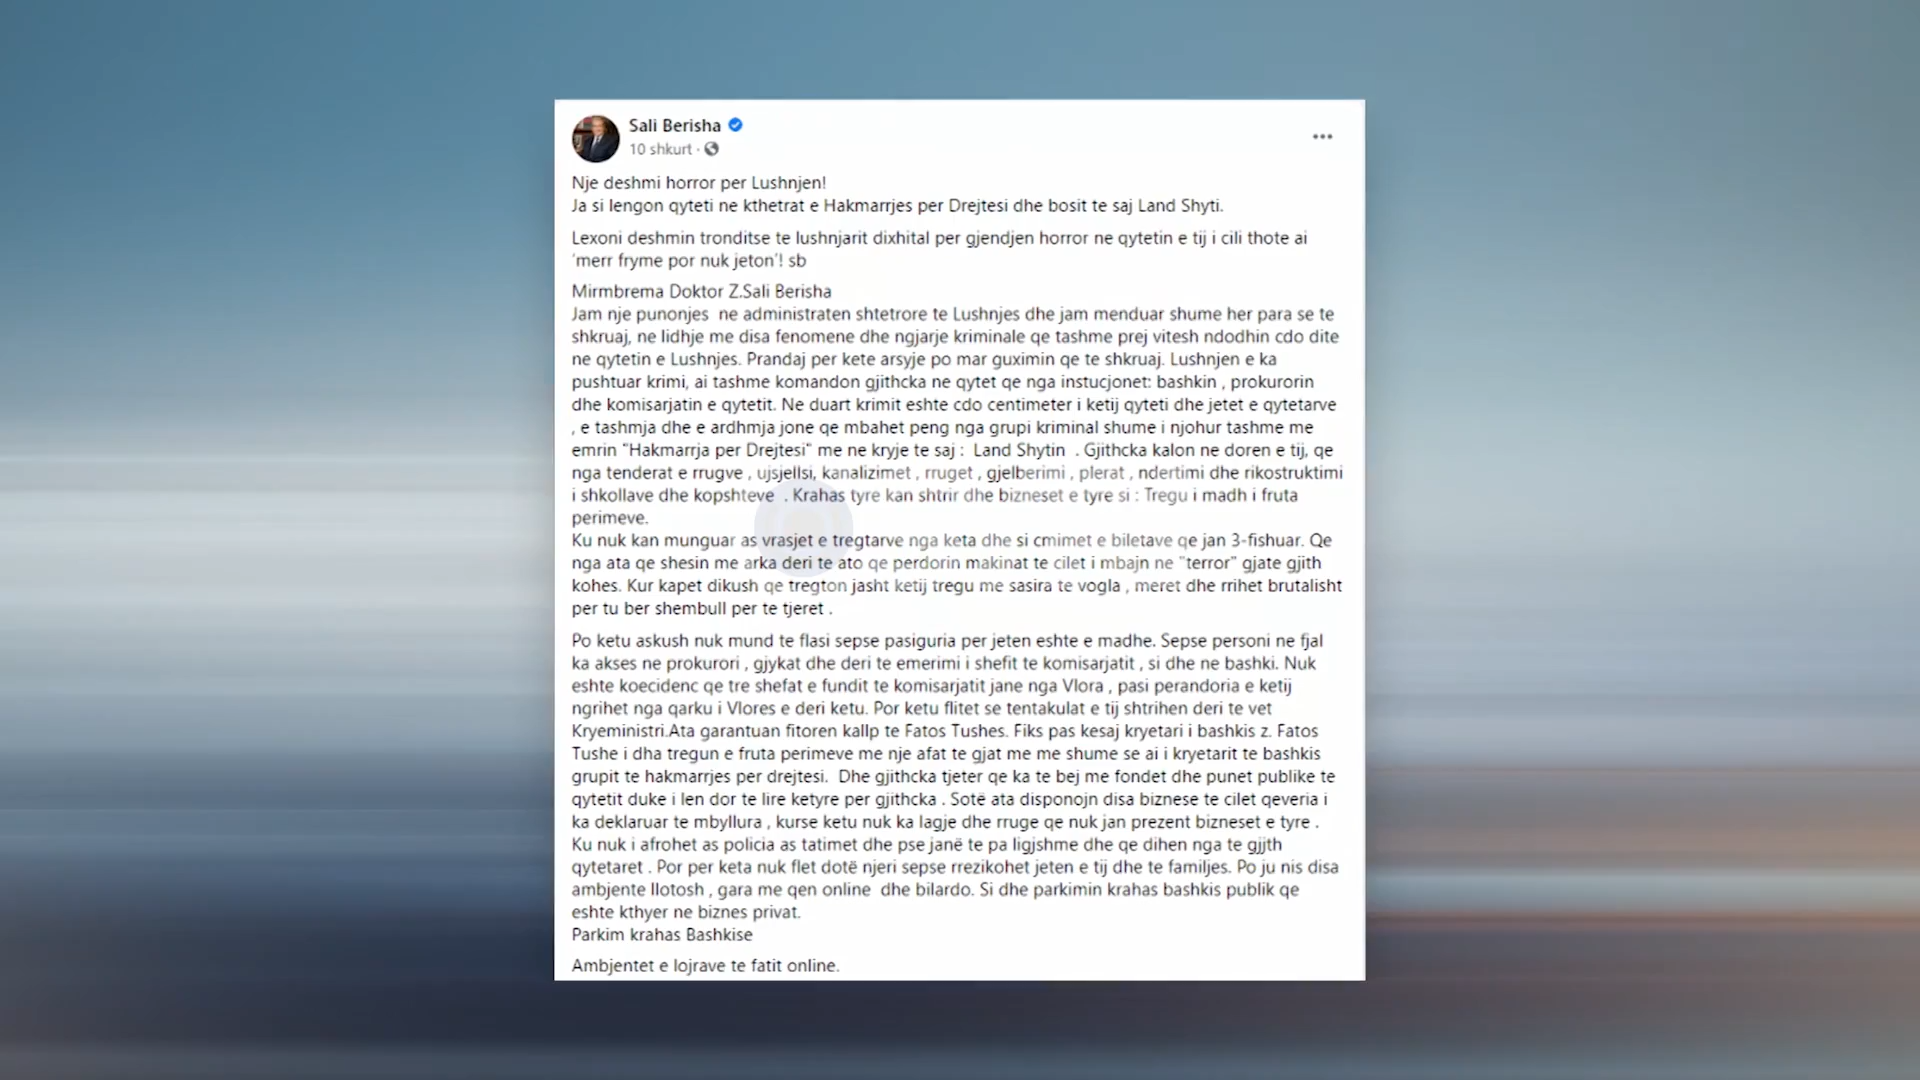 Sali Berisha
10 shkurt ·
Nje deshmi horror per Lushnjen!
Ja si lengon qyteti ne kthetrat e Hakmarrjes per Drejtesi dhe bosit te saj Land Shyti.
Lexoni deshmin tronditse te lushnjarit dixhital per gjendjen horror ne qytetin e tij i cili thote ai
'merr fryme por nuk jeton'! sb
Mirmbrema Doktor Z.Sali Berisha
Jam nje punonjes  ne administraten shtetrore te Lushnjes dhe jam menduar shume her para se te
shkruaj, ne lidhje me disa fenomene dhe ngjarje kriminale qe tashme prej vitesh ndodhin cdo dite
ne qytetin e Lushnjes. Prandaj per kete arsyje po mar guximin qe te shkruaj. Lushnjen e ka
pushtuar krimi, ai tashme komandon gjithcka ne qytet qe nga instucjonet: bashkin , prokurorin
dhe komisarjatin e qytetit. Ne duart krimit eshte cdo centimeter i ketij qyteti dhe jetet e qytetarve
, e tashmja dhe e ardhmja jone qe mbahet peng nga grupi kriminal shume i njohur tashme me
emrin "Hakmarrja per Drejtesi" me ne kryje te saj :  Land Shytin  . Gjithcka kalon ne doren e tij, qe
nga tenderat e rrugve , ujsjellsi, kanalizimet , rruget , gjelberimi , plerat , ndertimi dhe rikostruktimi
i shkollave dhe kopshteve  . Krahas tyre kan shtrir dhe bizneset e tyre si : Tregu i madh i fruta
perimeve.
Ku nuk kan munguar as vrasjet e tregtarve nga keta dhe si cmimet e biletave qe jan 3-fishuar. Qe
nga ata qe shesin me arka deri te ato qe perdorin makinat te cilet i mbajn ne "terror" gjate gjith
kohes. Kur kapet dikush qe tregton jasht ketij tregu me sasira te vogla , meret dhe rrihet brutalisht
per tu ber shembull per te tjeret .
Po ketu askush nuk mund te flasi sepse pasiguria per jeten eshte e madhe. Sepse personi ne fjal
ka akses ne prokurori , gjykat dhe deri te emerimi i shefit te komisarjatit , si dhe ne bashki. Nuk
eshte koecidenc qe tre shefat e fundit te komisarjatit jane nga Vlora , pasi perandoria e ketij
ngrihet nga qarku i Vlores e deri ketu. Por ketu flitet se tentakulat e tij shtrihen deri te vet
Kryeministri.Ata garantuan fitoren kallp te Fatos Tushes. Fiks pas kesaj kryetari i bashkis z. Fatos
Tushe i dha tregun e fruta perimeve me nje afat te gjat me me shume se ai i kryetarit te bashkis
grupit te hakmarrjes per drejtesi.  Dhe gjithcka tjeter qe ka te bej me fondet dhe punet publike te
qytetit duke i len dor te lire ketyre per gjithcka . Sotë ata disponojn disa biznese te cilet qeveria i
ka deklaruar te mbyllura , kurse ketu nuk ka lagje dhe rruge qe nuk jan prezent bizneset e tyre .
Ku nuk i afrohet as policia as tatimet dhe pse janë te pa ligjshme dhe qe dihen nga te gjjth
qytetaret . Por per keta nuk flet dotë njeri sepse rrezikohet jeten e tij dhe te familjes. Po ju nis disa
ambjente llotosh , gara me qen online  dhe bilardo. Si dhe parkimin krahas bashkis publik qe
eshte kthyer ne biznes privat.
Parkim krahas Bashkise
Ambjentet e lojrave te fatit online.